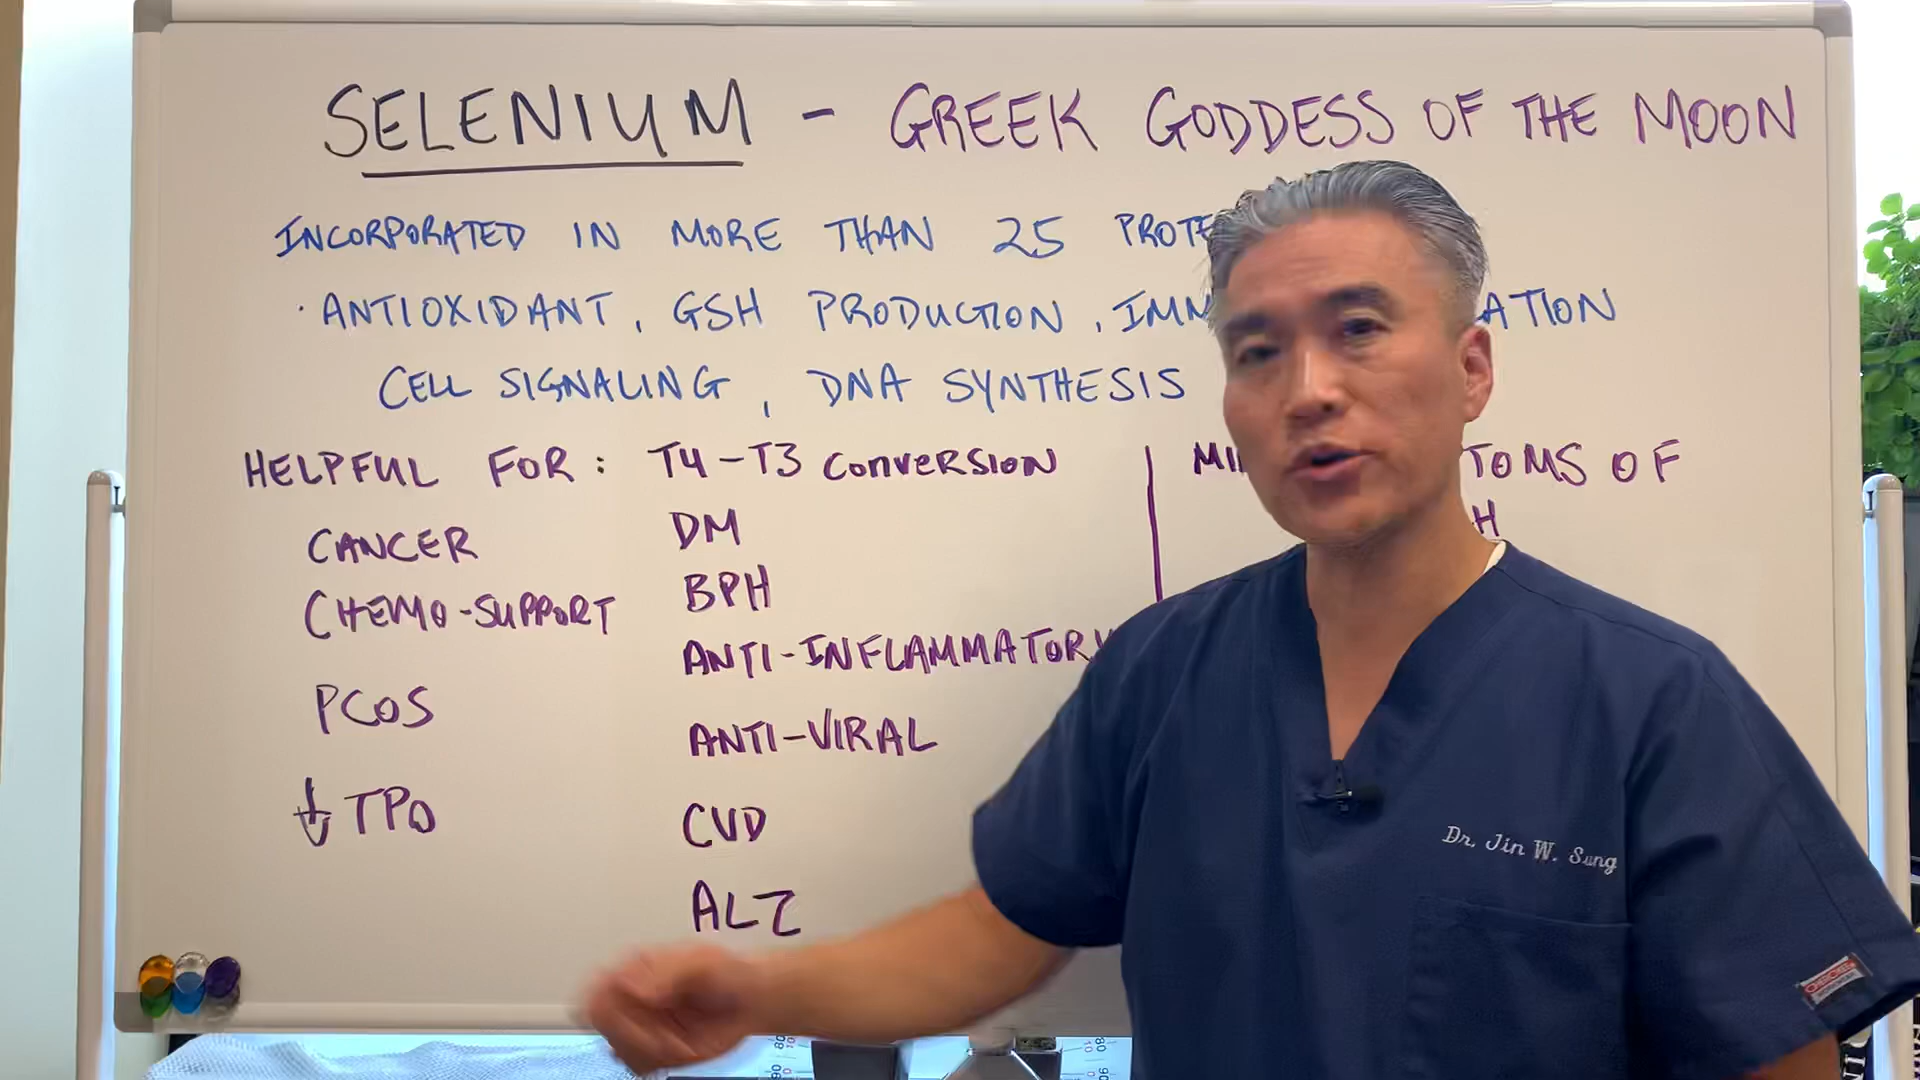 SELENIUM - GREEK GODDESS OF THE MOON
INCORPORATED IN MORE THAN 25
· ANTIOXIDANT, GSH PRODUCTION,
CELL SIGNALING, DNA SYNTHESIS
HELPFUL FOR: T4-T3 CONVERSION
CANCER
CHEMO-SUPPORT
PCOS
↓ TPO
DM
BPH
ANTI-INFLAMMATORY
ANTI-VIRAL
CVD
ALZ
OF
Dr. Jin W. Sung